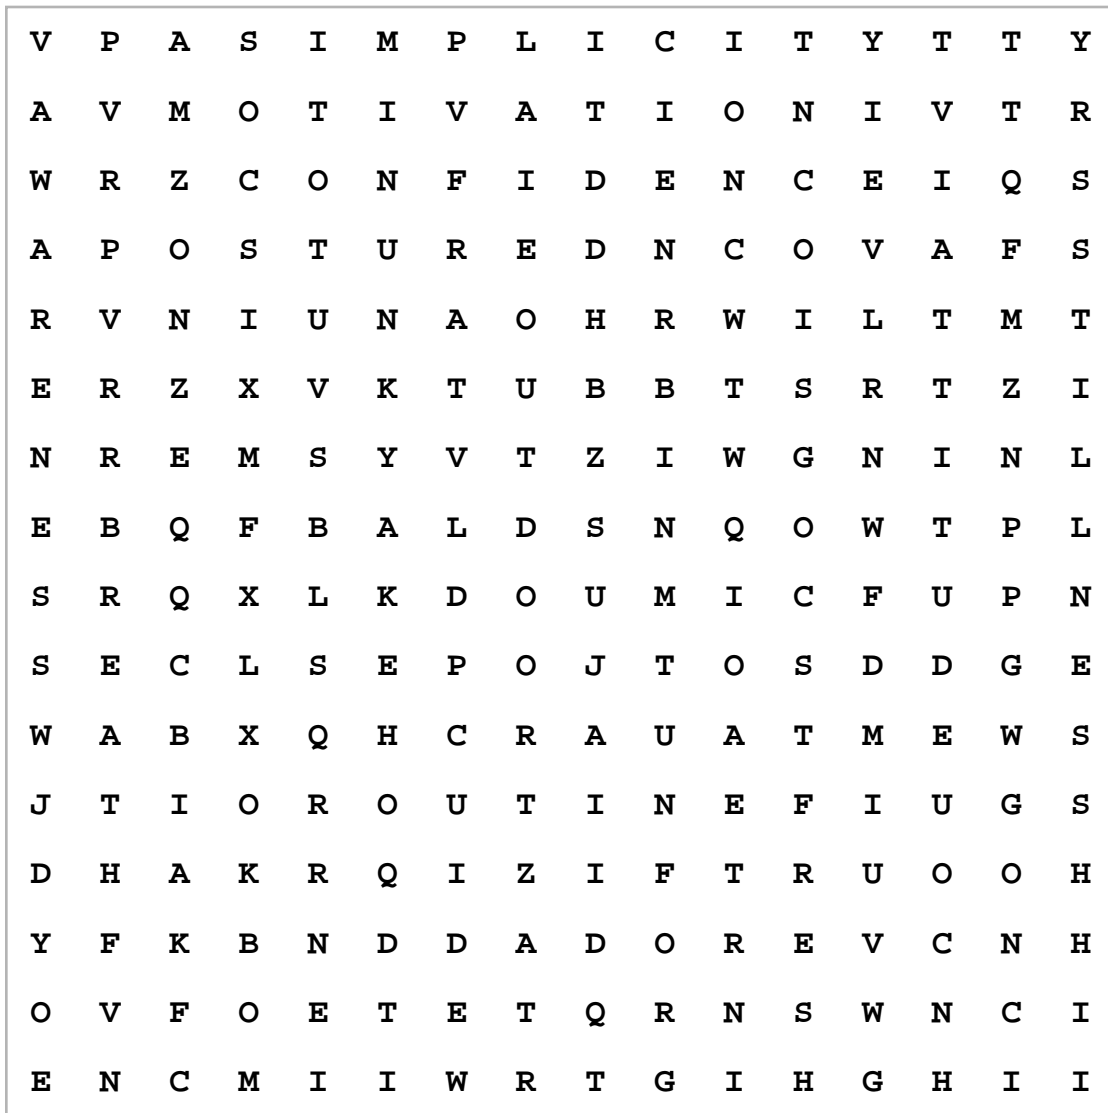 V P A S I M P L I C I T Y T T Y
A V M O T I V A T I O N I V T R
W R Z C O N F I D E N C E I Q S
A P O S T U R E D N C O V A F S
R V N I U N A O H R W I L T M T
E R Z X V K T U B B T S R T Z I
N R E M S Y V T Z I W G N I N L
E B Q F B A L D S N Q O W T P L
S R Q X L K D O U M I C F U P N
S E C L S E P O J T O S D D G E
W A B X Q H C R A U A T M E W S
J T I O R O U T I N E F I U G S
D H A K R Q I Z I F T R U O O H
Y F K B N D D A D O R E V C N H
O V F O E T E T Q R N S W N C I
E N C M I I W R T G I H G H I I